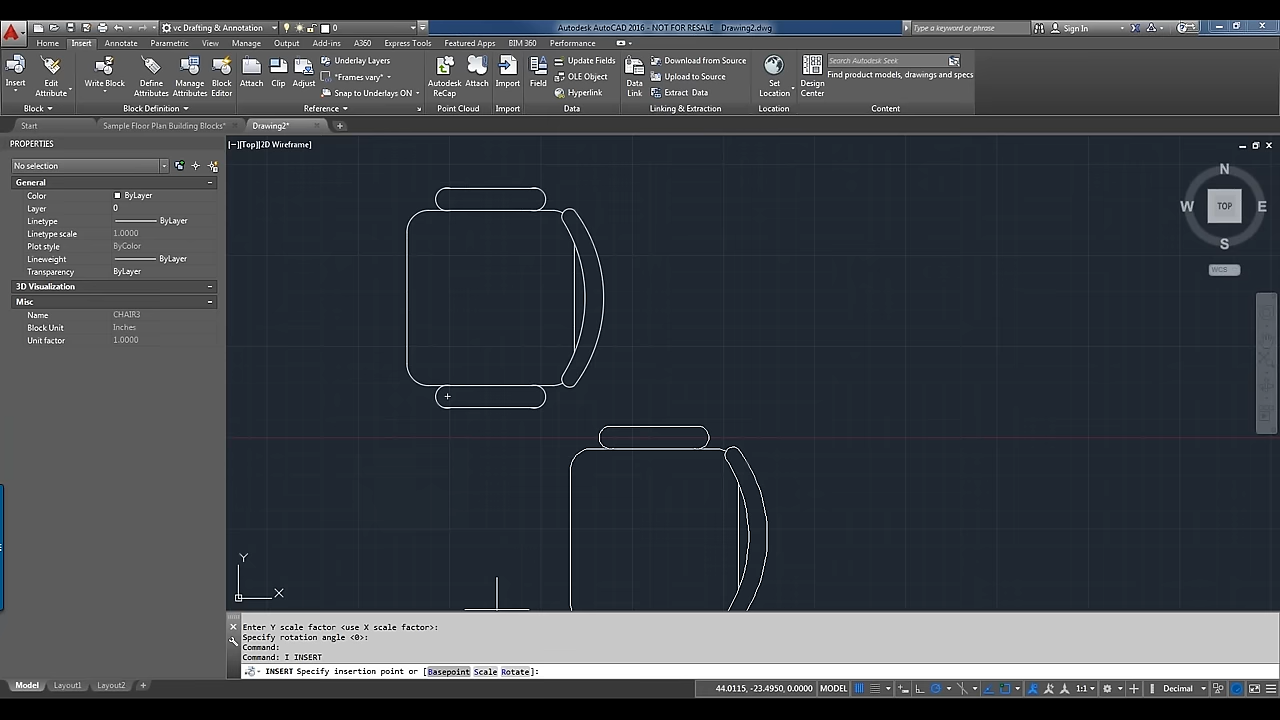 vc Drafting & Annotation
0
Autodesk AutoCAD 2016 - NOT FOR RESALE Drawing2.dwg
Type a keyword or phrase
Sign In
Home Insert Annotate Parametric View Manage Output Add-ins A360 Express Tools Featured Apps BIM 360 Performance
Insert
Edit Attribute
Write Block
Define Attributes
Manage Attributes
Block Editor
Attach
Clip
Adjust
Underlay Layers
*Frames vary*
Snap to Underlays ON
Autodesk ReCap
Attach
Import
Field
Update Fields
OLE Object
Hyperlink
Data Link
Download from Source
Upload to Source
Extract Data
Set Location
Design Center
Search Autodesk Seek
Find product models, drawings and specs
Block
Block Definition
Reference
Point Cloud
Import
Data
Linking & Extraction
Location
Content
Start
Sample Floor Plan Building Blocks*
Drawing2*
PROPERTIES
[−][Top][2D Wireframe]
No selection
General
Color ByLayer
Layer 0
Linetype ByLayer
Linetype scale 1.0000
Plot style ByColor
Lineweight ByLayer
Transparency ByLayer
3D Visualization
Misc
Name CHAIR3
Block Unit Inches
Unit factor 1.0000
N
W TOP E
S
WCS
Y
X
Enter Y scale factor <use X scale factor>:
Specify rotation angle <0>:
Command:
Command: I INSERT
INSERT Specify insertion point or [Basepoint Scale Rotate]:
Model Layout1 Layout2 +
44.0115, -23.4950, 0.0000 MODEL 1:1 Decimal